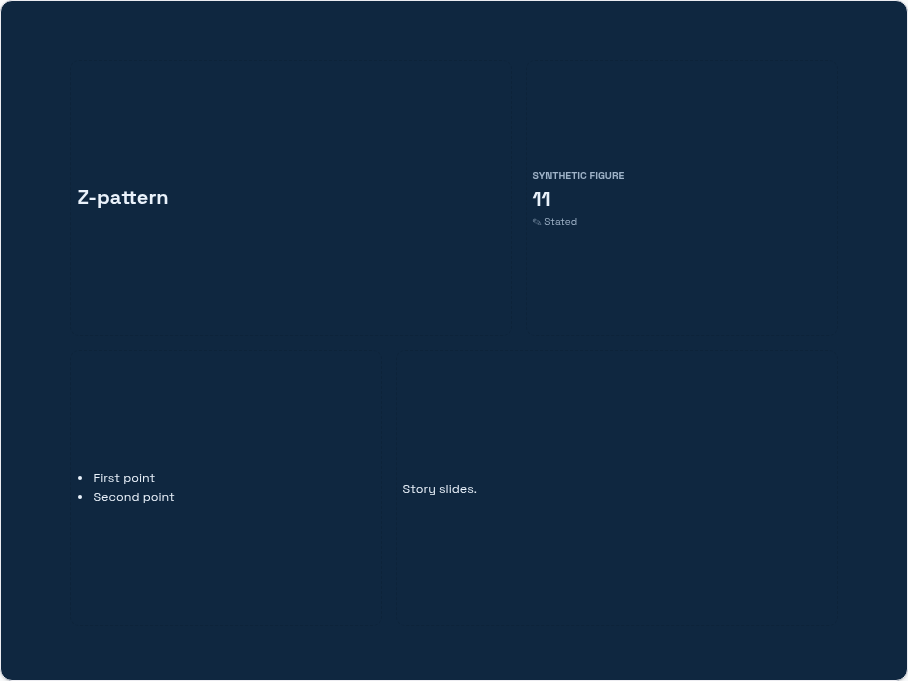 Z-pattern
SYNTHETIC FIGURE
11
✎ Stated
First point
Second point
Story slides.